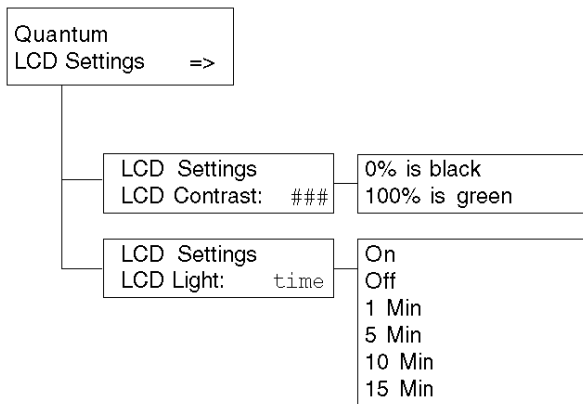 Quantum
LCD Settings =>
LCD Settings
LCD Contrast: ###
0% is black
100% is green
LCD Settings
LCD Light: time
On
Off
1 Min
5 Min
10 Min
15 Min